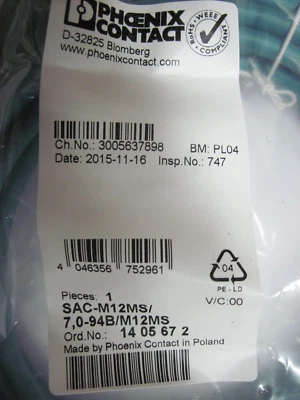 PHOENIX
CONTACT
D-32825 Blomberg
www.phoenixcontact.com
RoHS WEEE COMPLIANT
Ch.No.: 3005637898 BM: PL04
Date: 2015-11-16 Insp.No.: 747
4 046356 752961
04
PE - LD
Pieces: 1 V/C:00
SAC-M12MS/
7,0-94B/M12MS
Ord.No.: 14 05 67 2
Made by Phoenix Contact in Poland